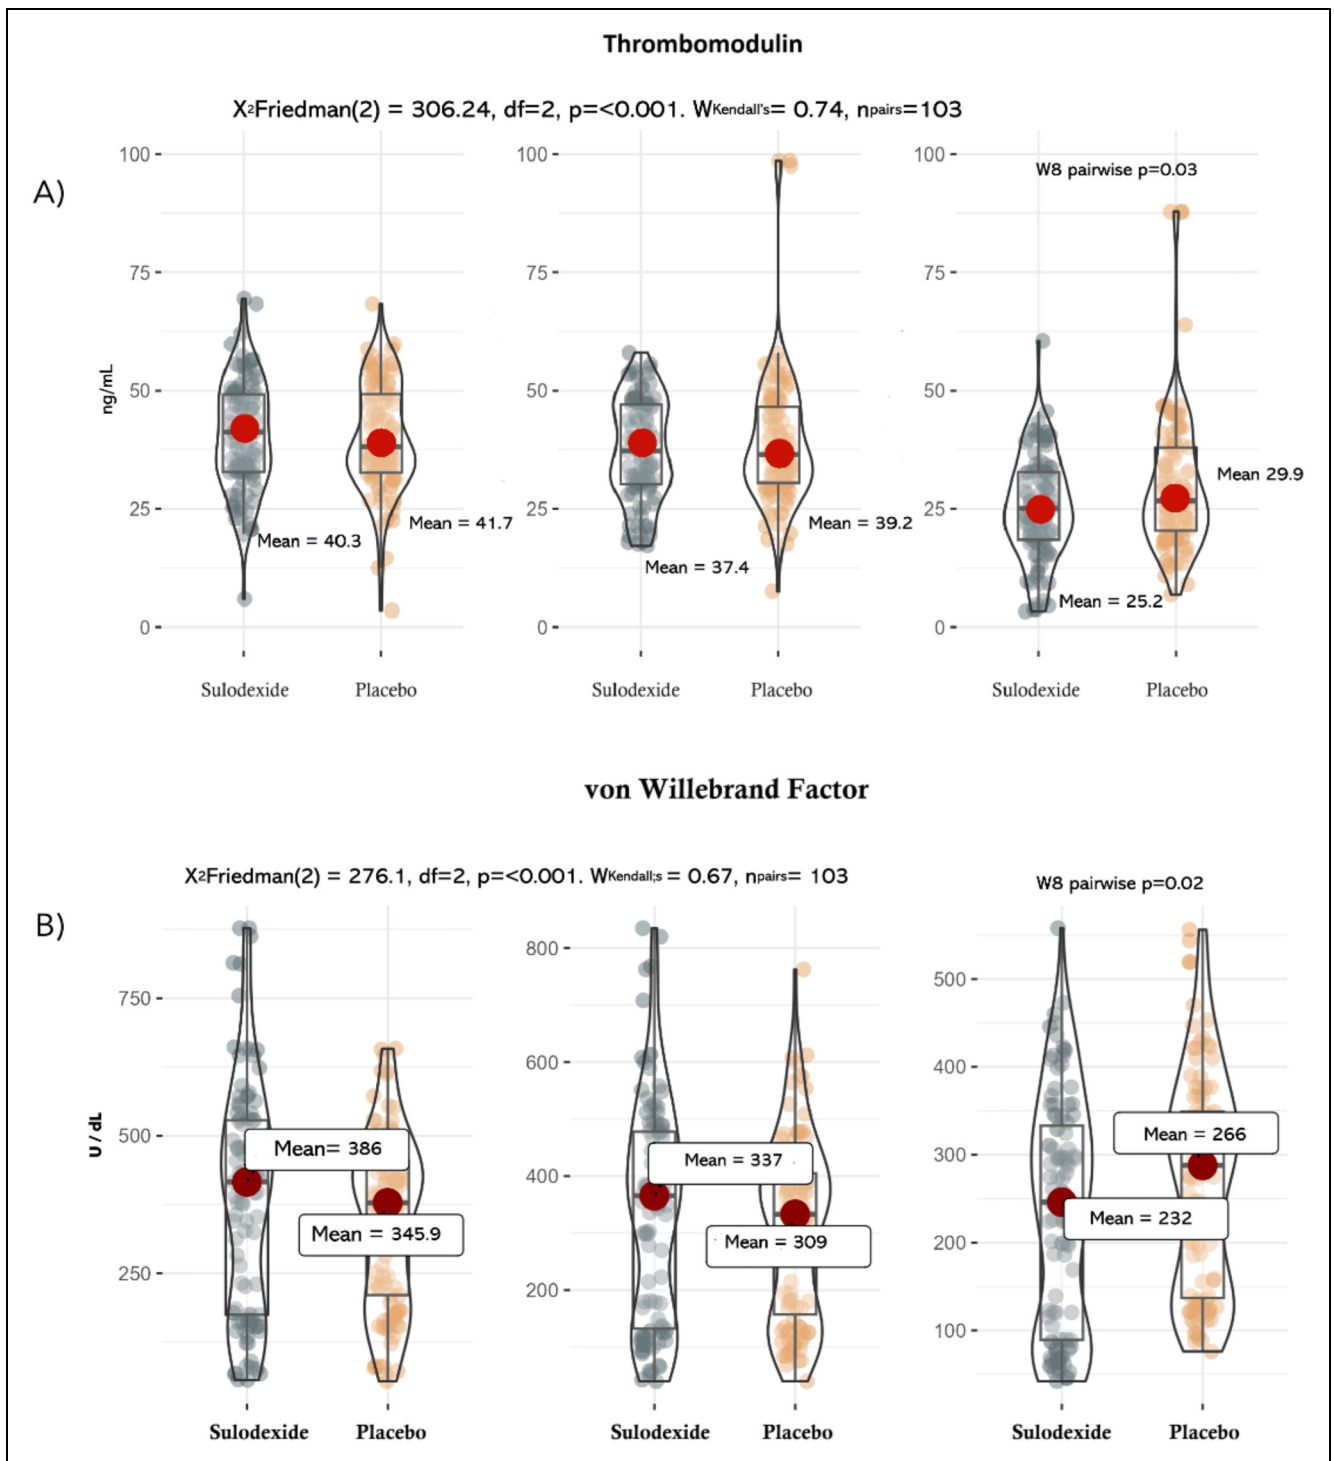 Thrombomodulin
X2Friedman(2) = 306.24, df=2, p=<0.001. WKendall's= 0.74, npairs=103
A)
100
75
50
25
0
ng/mL
Mean = 40.3
Mean = 41.7
Sulodexide Placebo
100
75
50
25
0
Mean = 37.4
Mean = 39.2
Sulodexide Placebo
100
75
50
25
0
W8 pairwise p=0.03
Mean 29.9
Mean = 25.2
Sulodexide Placebo
von Willebrand Factor
X2Friedman(2) = 276.1, df=2, p=<0.001. WKendall;s = 0.67, npairs= 103
B)
750
500
250
U / dL
Mean= 386
Mean = 345.9
Sulodexide Placebo
800
600
400
200
Mean = 337
Mean = 309
Sulodexide Placebo
W8 pairwise p=0.02
500
400
300
200
100
Mean = 266
Mean = 232
Sulodexide Placebo